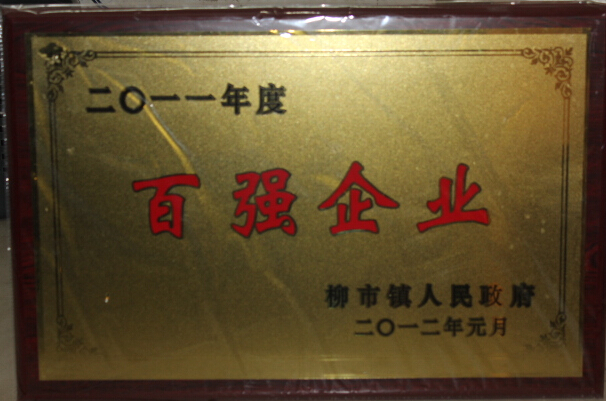 二〇一一年度
百强企业
柳市镇人民政府
二〇一二年元月